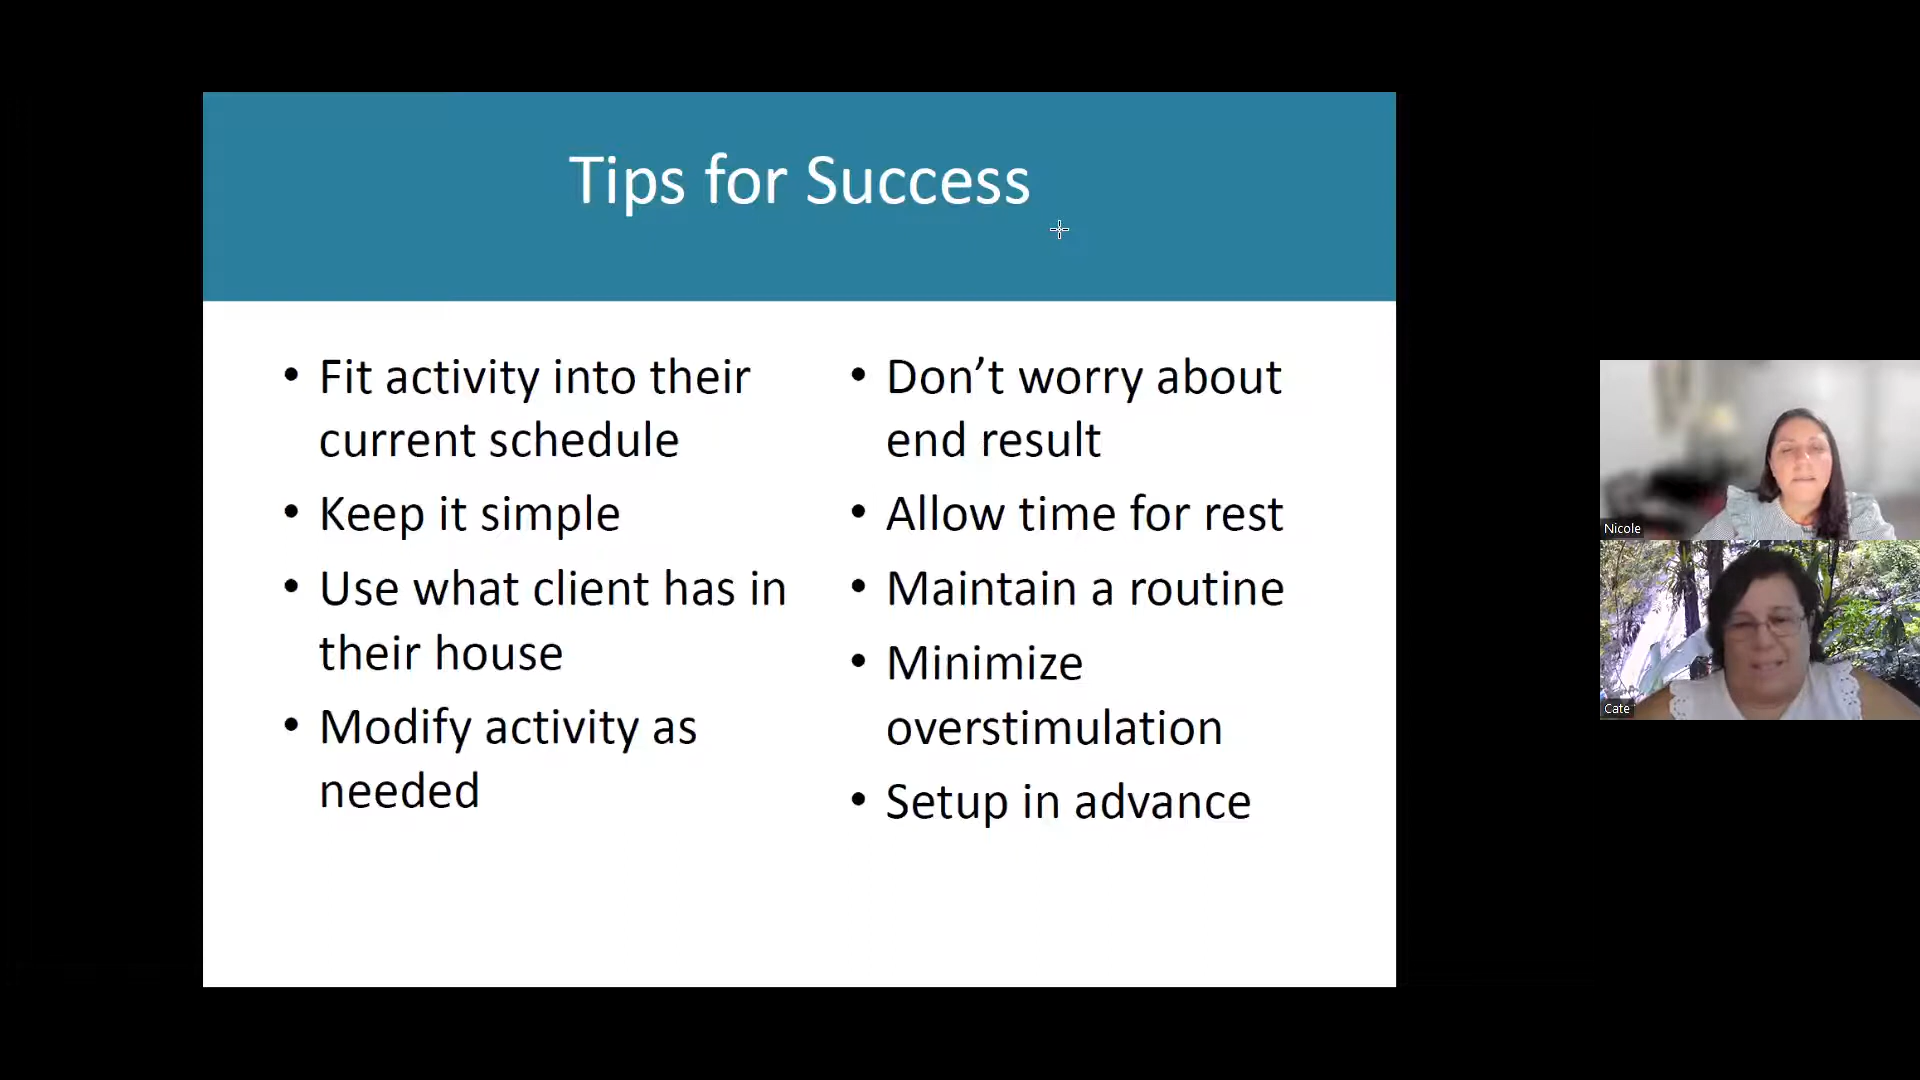 Tips for Success
• Fit activity into their
current schedule
• Keep it simple
• Use what client has in
their house
• Modify activity as
needed
• Don’t worry about
end result
• Allow time for rest
• Maintain a routine
• Minimize
overstimulation
• Setup in advance
Nicole
Cate